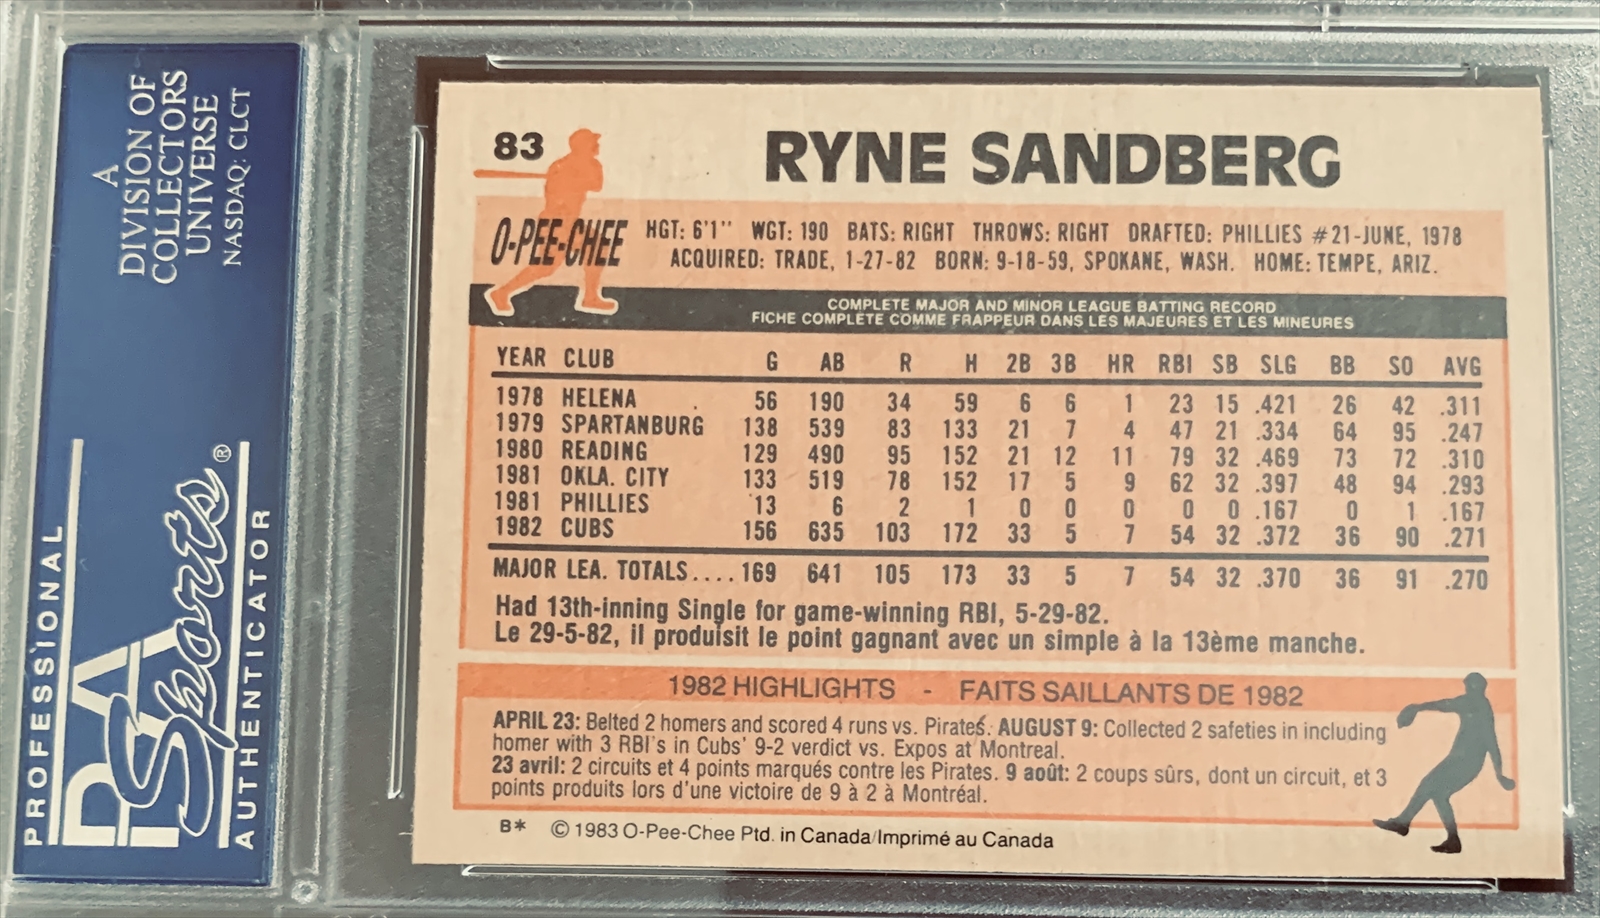 A
DIVISION OF
COLLECTORS
UNIVERSE
NASDAQ: CLCT
PROFESSIONAL
PSA
Sports®
AUTHENTICATOR
83
RYNE SANDBERG
O-PEE-CHEE
HGT: 6'1" WGT: 190 BATS: RIGHT THROWS: RIGHT DRAFTED: PHILLIES #21-JUNE, 1978
ACQUIRED: TRADE, 1-27-82 BORN: 9-18-59, SPOKANE, WASH. HOME: TEMPE, ARIZ.
COMPLETE MAJOR AND MINOR LEAGUE BATTING RECORD
FICHE COMPLETE COMME FRAPPEUR DANS LES MAJEURES ET LES MINEURES
YEAR CLUB G AB R H 2B 3B HR RBI SB SLG BB SO AVG
1978 HELENA 56 190 34 59 6 6 1 23 15 .421 26 42 .311
1979 SPARTANBURG 138 539 83 133 21 7 4 47 21 .334 64 95 .247
1980 READING 129 490 95 152 21 12 11 79 32 .469 73 72 .310
1981 OKLA. CITY 133 519 78 152 17 5 9 62 32 .397 48 94 .293
1981 PHILLIES 13 6 2 1 0 0 0 0 0 .167 0 1 .167
1982 CUBS 156 635 103 172 33 5 7 54 32 .372 36 90 .271
MAJOR LEA. TOTALS.... 169 641 105 173 33 5 7 54 32 .370 36 91 .270
Had 13th-inning Single for game-winning RBI, 5-29-82.
Le 29-5-82, il produisit le point gagnant avec un simple à la 13ème manche.
1982 HIGHLIGHTS - FAITS SAILLANTS DE 1982
APRIL 23: Belted 2 homers and scored 4 runs vs. Pirates. AUGUST 9: Collected 2 safeties in including
homer with 3 RBI's in Cubs' 9-2 verdict vs. Expos at Montreal.
23 avril: 2 circuits et 4 points marqués contre les Pirates. 9 août: 2 coups sûrs, dont un circuit, et 3
points produits lors d'une victoire de 9 à 2 à Montréal.
B* © 1983 O-Pee-Chee Ptd. in Canada/Imprimé au Canada